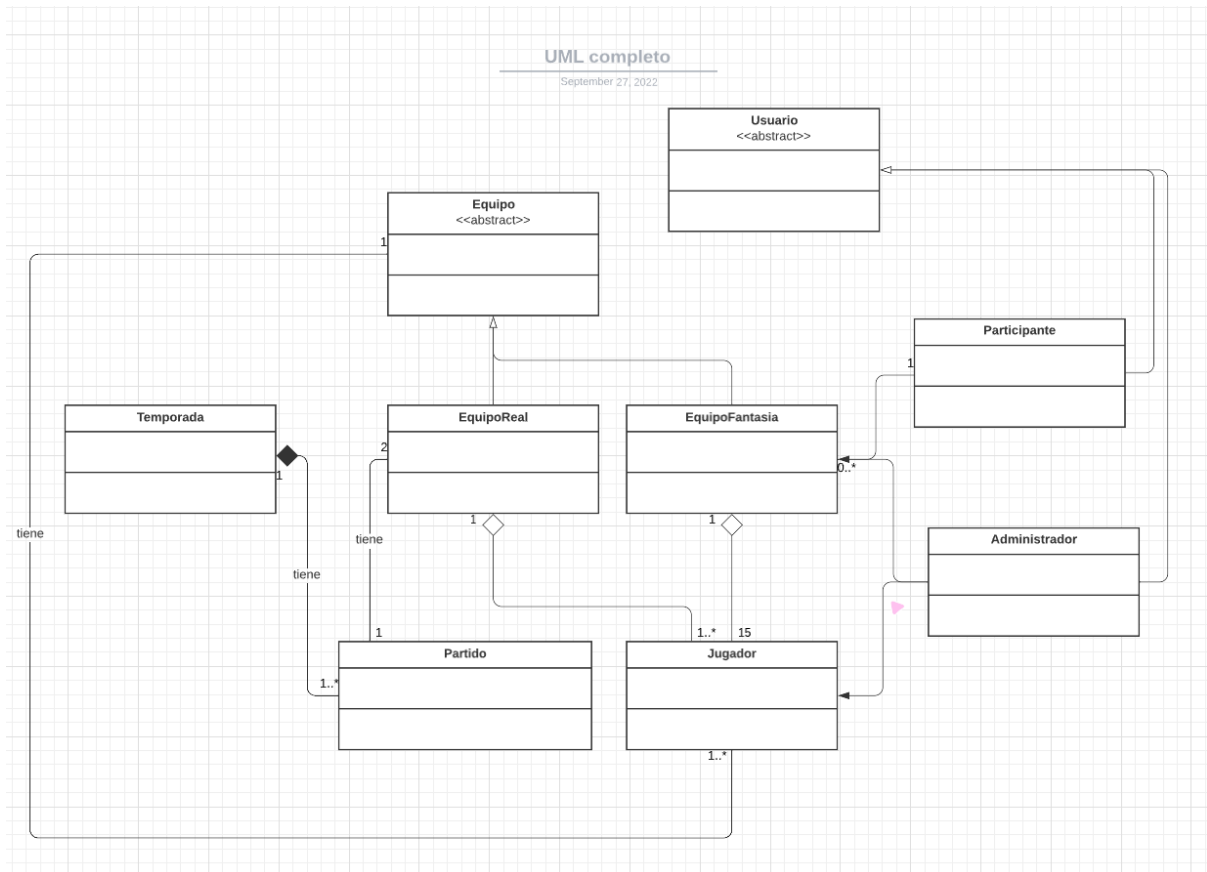 UML completo
September 27, 2022
Usuario
<<abstract>>
Equipo
<<abstract>>
1
Participante
1
Temporada
EquipoReal
EquipoFantasia
2
0..*
1
1
1
tiene
tiene
Administrador
tiene
1
1..*
15
Partido
Jugador
1..*
1..*